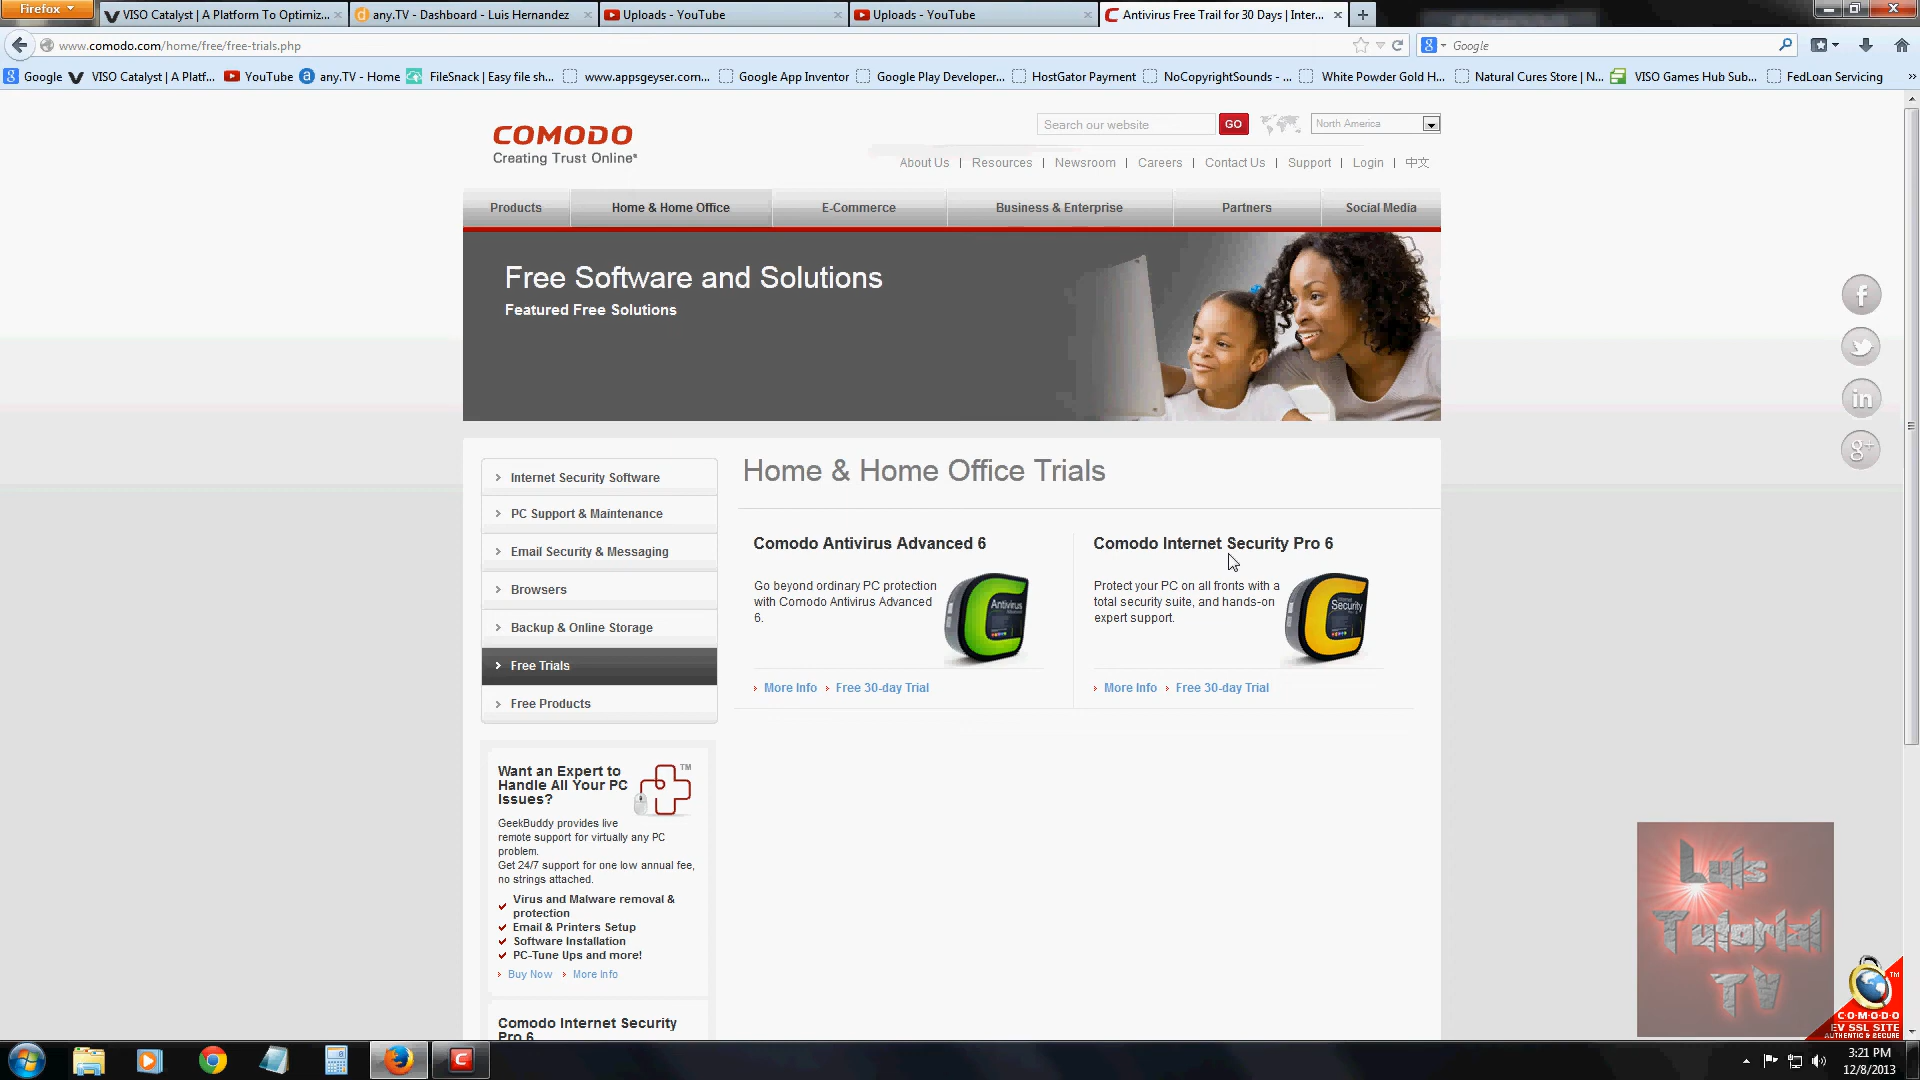 Firefox
VISO Catalyst | A Platform To Optimiz...
any.TV - Dashboard - Luis Hernandez
Uploads - YouTube
Uploads - YouTube
Antivirus Free Trail for 30 Days | Inter...
www.comodo.com/home/free/free-trials.php
Google
Google
VISO Catalyst | A Platf...
YouTube
any.TV - Home
FileSnack | Easy file sh...
www.appsgeyser.com...
Google App Inventor
Google Play Developer...
HostGator Payment
NoCopyrightSounds - ...
White Powder Gold H...
Natural Cures Store | N...
VISO Games Hub Sub...
FedLoan Servicing
COMODO
Creating Trust Online®
Search our website
GO
North America
About Us | Resources | Newsroom | Careers | Contact Us | Support | Login | 中文
Products
Home & Home Office
E-Commerce
Business & Enterprise
Partners
Social Media
Free Software and Solutions
Featured Free Solutions
Internet Security Software
PC Support & Maintenance
Email Security & Messaging
Browsers
Backup & Online Storage
Free Trials
Free Products
Home & Home Office Trials
Comodo Antivirus Advanced 6
Go beyond ordinary PC protection
with Comodo Antivirus Advanced
6.
Antivirus
More Info
Free 30-day Trial
Comodo Internet Security Pro 6
Protect your PC on all fronts with a
total security suite, and hands-on
expert support.
Security
More Info
Free 30-day Trial
Want an Expert to
Handle All Your PC
Issues?
TM
GeekBuddy provides live
remote support for virtually any PC
problem.
Get 24/7 support for one low annual fee,
no strings attached.
Virus and Malware removal &
protection
Email & Printers Setup
Software Installation
PC-Tune Ups and more!
Buy Now
More Info
Comodo Internet Security
Pro 6
Luis
Tutorial
TV
TM
COMODO
EV SSL SITE
AUTHENTIC & SECURE
3:21 PM
12/8/2013